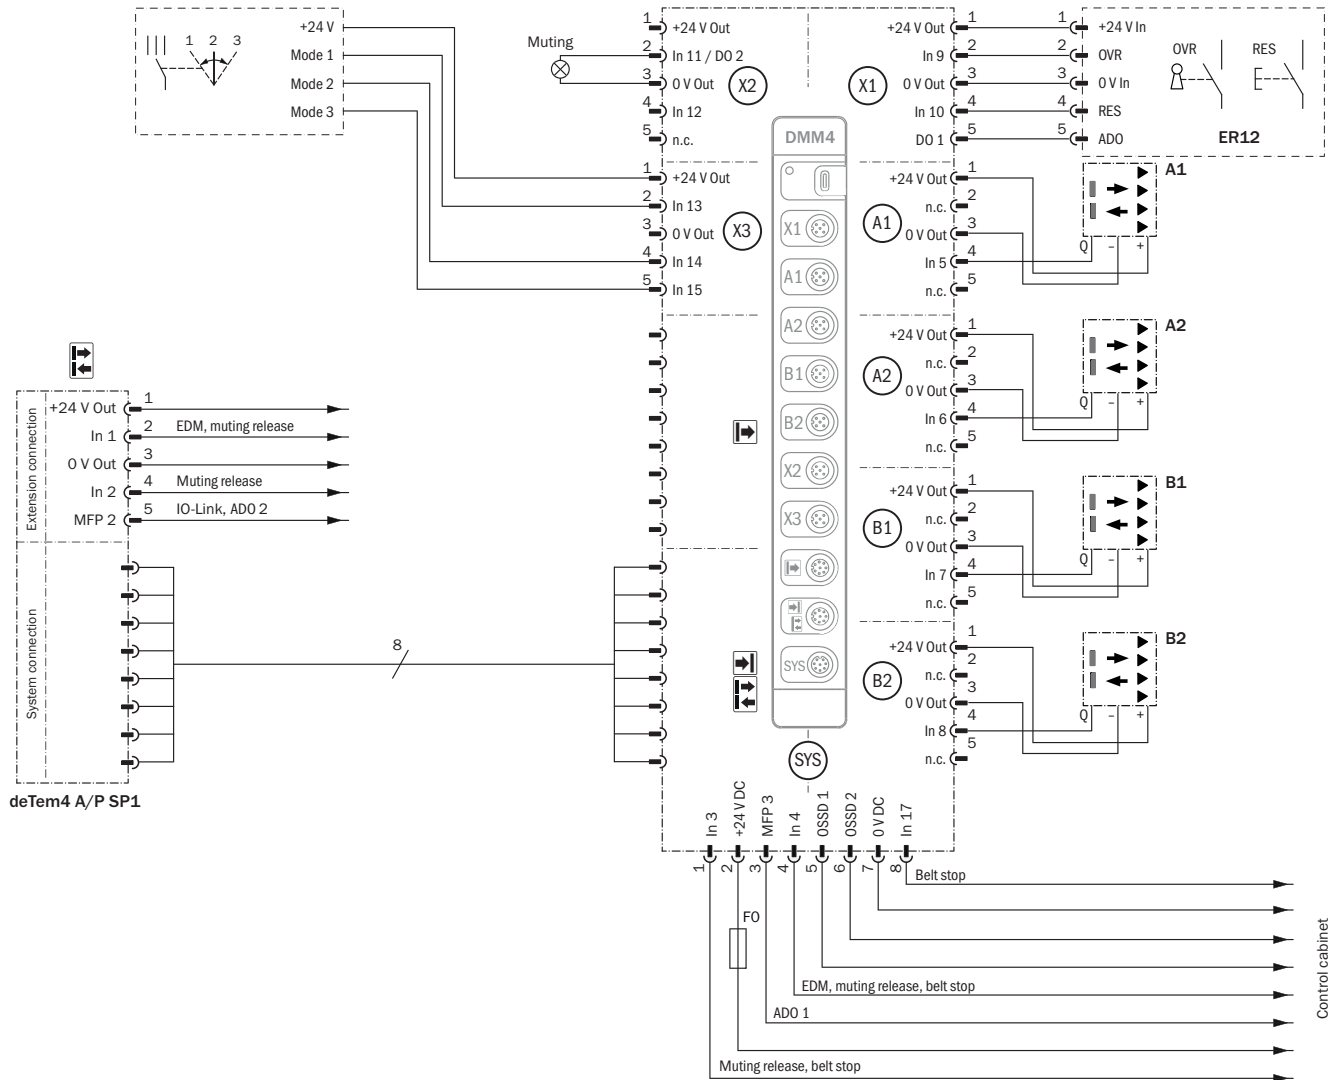 +24 V
Mode 1
Mode 2
Mode 3
1 2 3
Muting
1 +24 V Out
2 In 11 / DO 2
3 0 V Out
4 In 12
5 n.c.
X2
1 +24 V Out
2 In 13
3 0 V Out
4 In 14
5 In 15
X3
X1
+24 V Out 1
In 9 2
0 V Out 3
In 10 4
DO 1 5
1 +24 V In
2 OVR
3 0 V In
4 RES
5 ADO
OVR RES
ER12
DMM4
X1
A1
A2
B1
B2
X2
X3
SYS
A1
+24 V Out 1
n.c. 2
0 V Out 3
In 5 4
n.c. 5
A1
Q – +
A2
+24 V Out 1
n.c. 2
0 V Out 3
In 6 4
n.c. 5
A2
Q – +
B1
+24 V Out 1
n.c. 2
0 V Out 3
In 7 4
n.c. 5
B1
Q – +
B2
+24 V Out 1
n.c. 2
0 V Out 3
In 8 4
n.c. 5
B2
Q – +
Extension connection
+24 V Out 1
In 1 2 EDM, muting release
0 V Out 3
In 2 4 Muting release
MFP 2 5 IO-Link, ADO 2
System connection
8
deTem4 A/P SP1
SYS
In 3
+24 V DC
MFP 3
In 4
OSSD 1
OSSD 2
0 V DC
In 17
1 2 3 4 5 6 7 8
Belt stop
F0
EDM, muting release, belt stop
ADO 1
Muting release, belt stop
Control cabinet